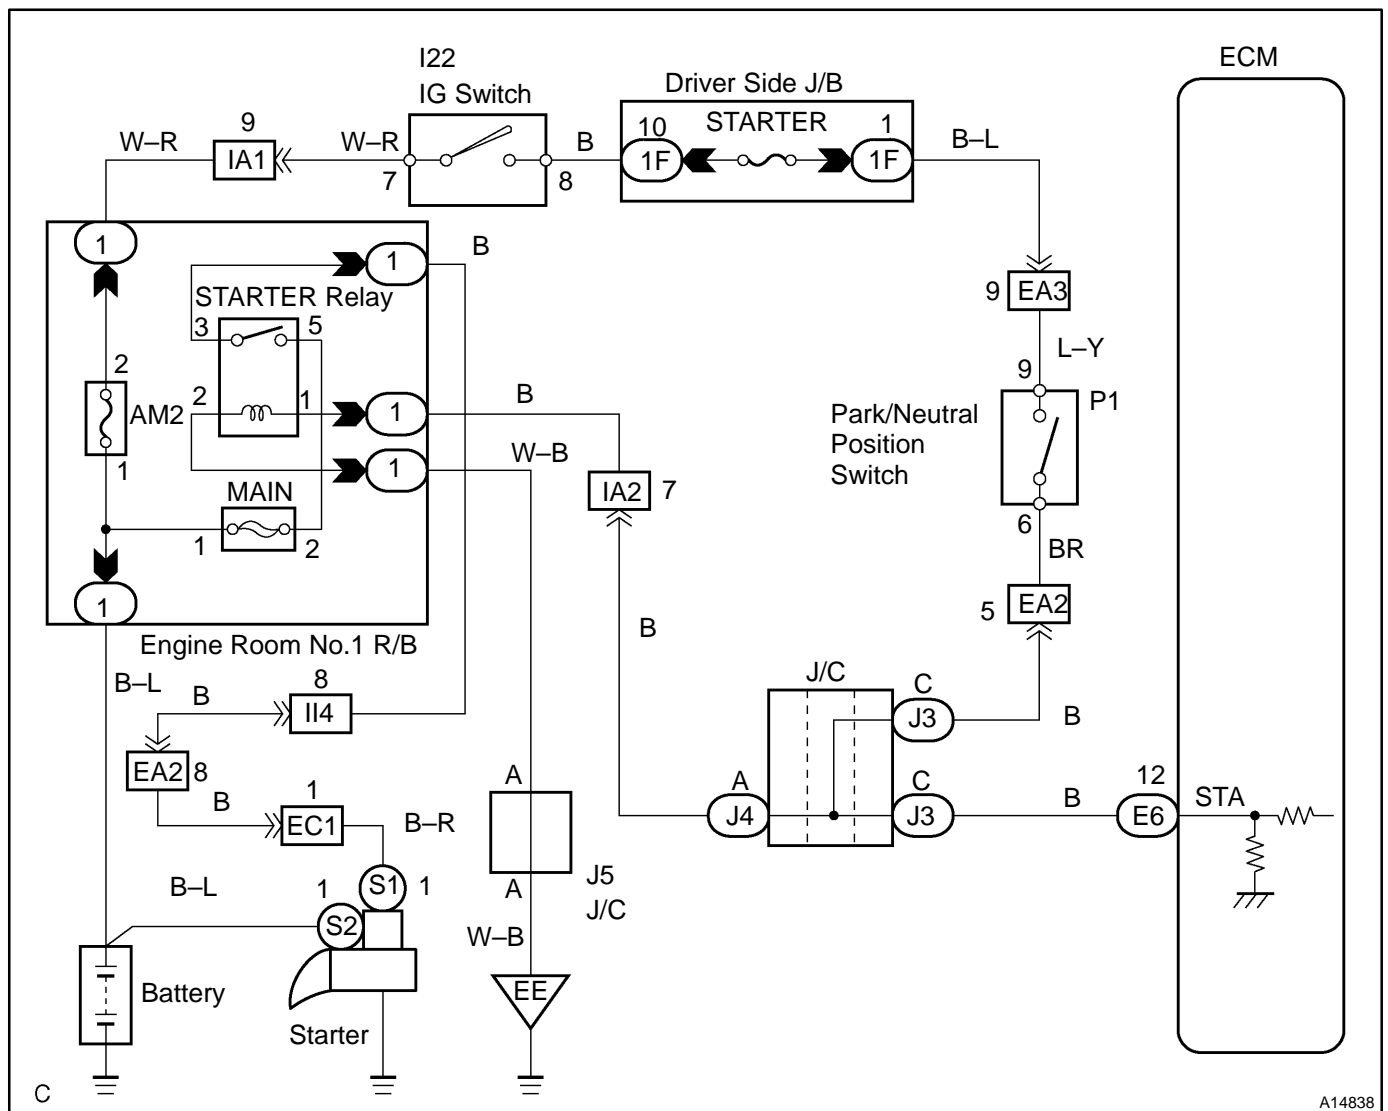 I22
IG Switch
Driver Side J/B
ECM
W–R
9
IA1
W–R
7
8
B
10
1F
STARTER
1
1F
B–L
1
1
B
STARTER Relay
3
5
2
AM2
1
2
1
1
B
1
W–B
MAIN
1
2
1
Engine Room No.1 R/B
IA2
7
B
9
EA3
L–Y
9
P1
Park/Neutral
Position
Switch
6
BR
5
EA2
B–L
B
8
II4
EA2
8
B
1
EC1
B–R
J/C
C
J3
B
A
J4
C
J3
B
12
E6
STA
A
A
J5
J/C
W–B
EE
B–L
1
S2
S1
1
Battery
Starter
C
A14838